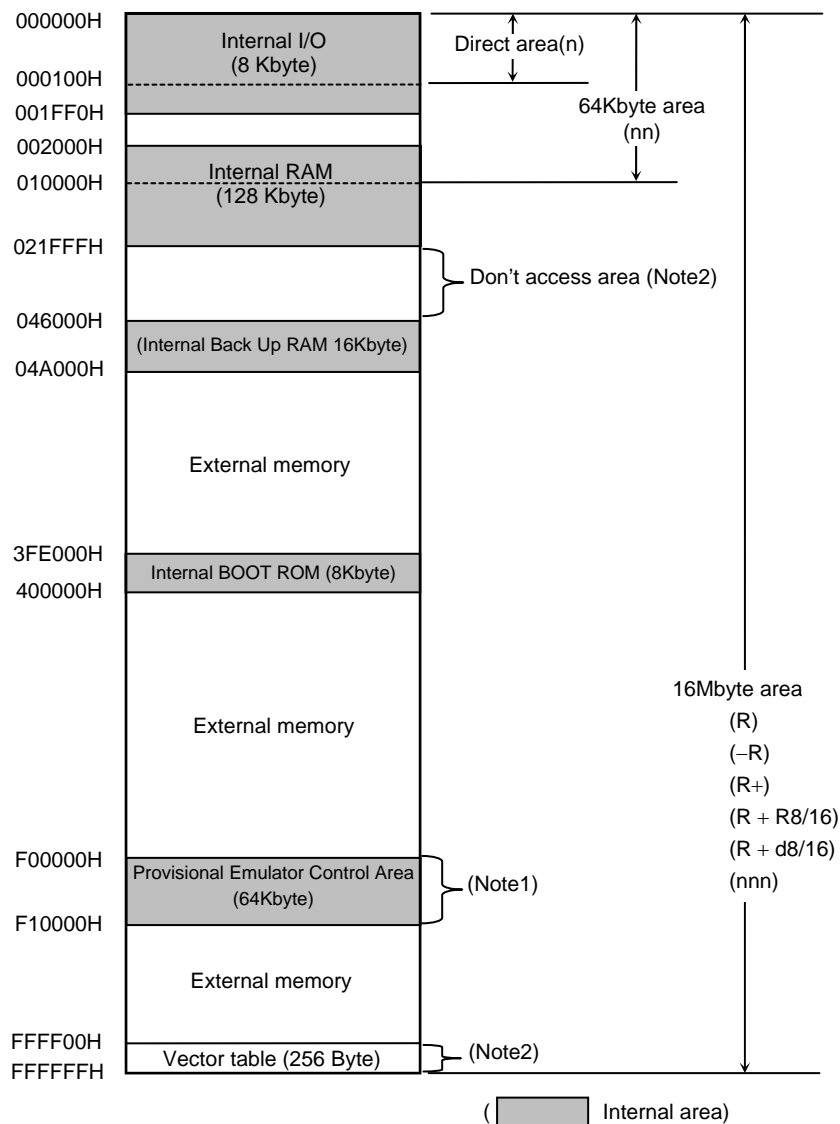 000000H
Internal I/O
(8 Kbyte)
Direct area(n)
000100H
64Kbyte area
(nn)
001FF0H
002000H
Internal RAM
(128 Kbyte)
010000H
021FFFH
Don't access area (Note2)
046000H
(Internal Back Up RAM 16Kbyte)
04A000H
External memory
3FE000H
Internal BOOT ROM (8Kbyte)
400000H
16Mbyte area
(R)
(−R)
(R+)
(R + R8/16)
(R + d8/16)
(nnn)
External memory
F00000H
Provisional Emulator Control Area
(64Kbyte)
(Note1)
F10000H
External memory
FFFF00H
Vector table (256 Byte)
(Note2)
FFFFFFH
( Internal area)